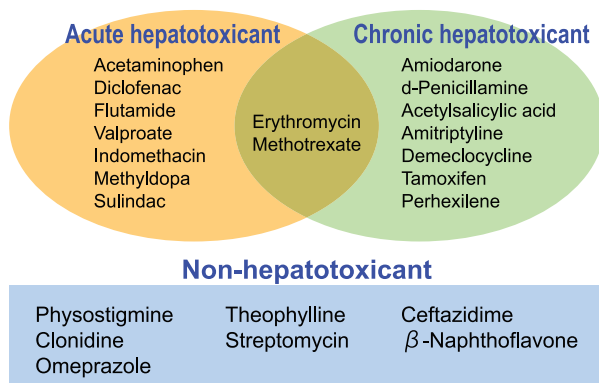 Acute hepatotoxicant
Acetaminophen
Diclofenac
Flutamide
Valproate
Indomethacin
Methyldopa
Sulindac
Erythromycin
Methotrexate
Chronic hepatotoxicant
Amiodarone
d-Penicillamine
Acetylsalicylic acid
Amitriptyline
Demeclocycline
Tamoxifen
Perhexilene
Non-hepatotoxicant
Physostigmine
Clonidine
Omeprazole
Theophylline
Streptomycin
Ceftazidime
β-Naphthoflavone